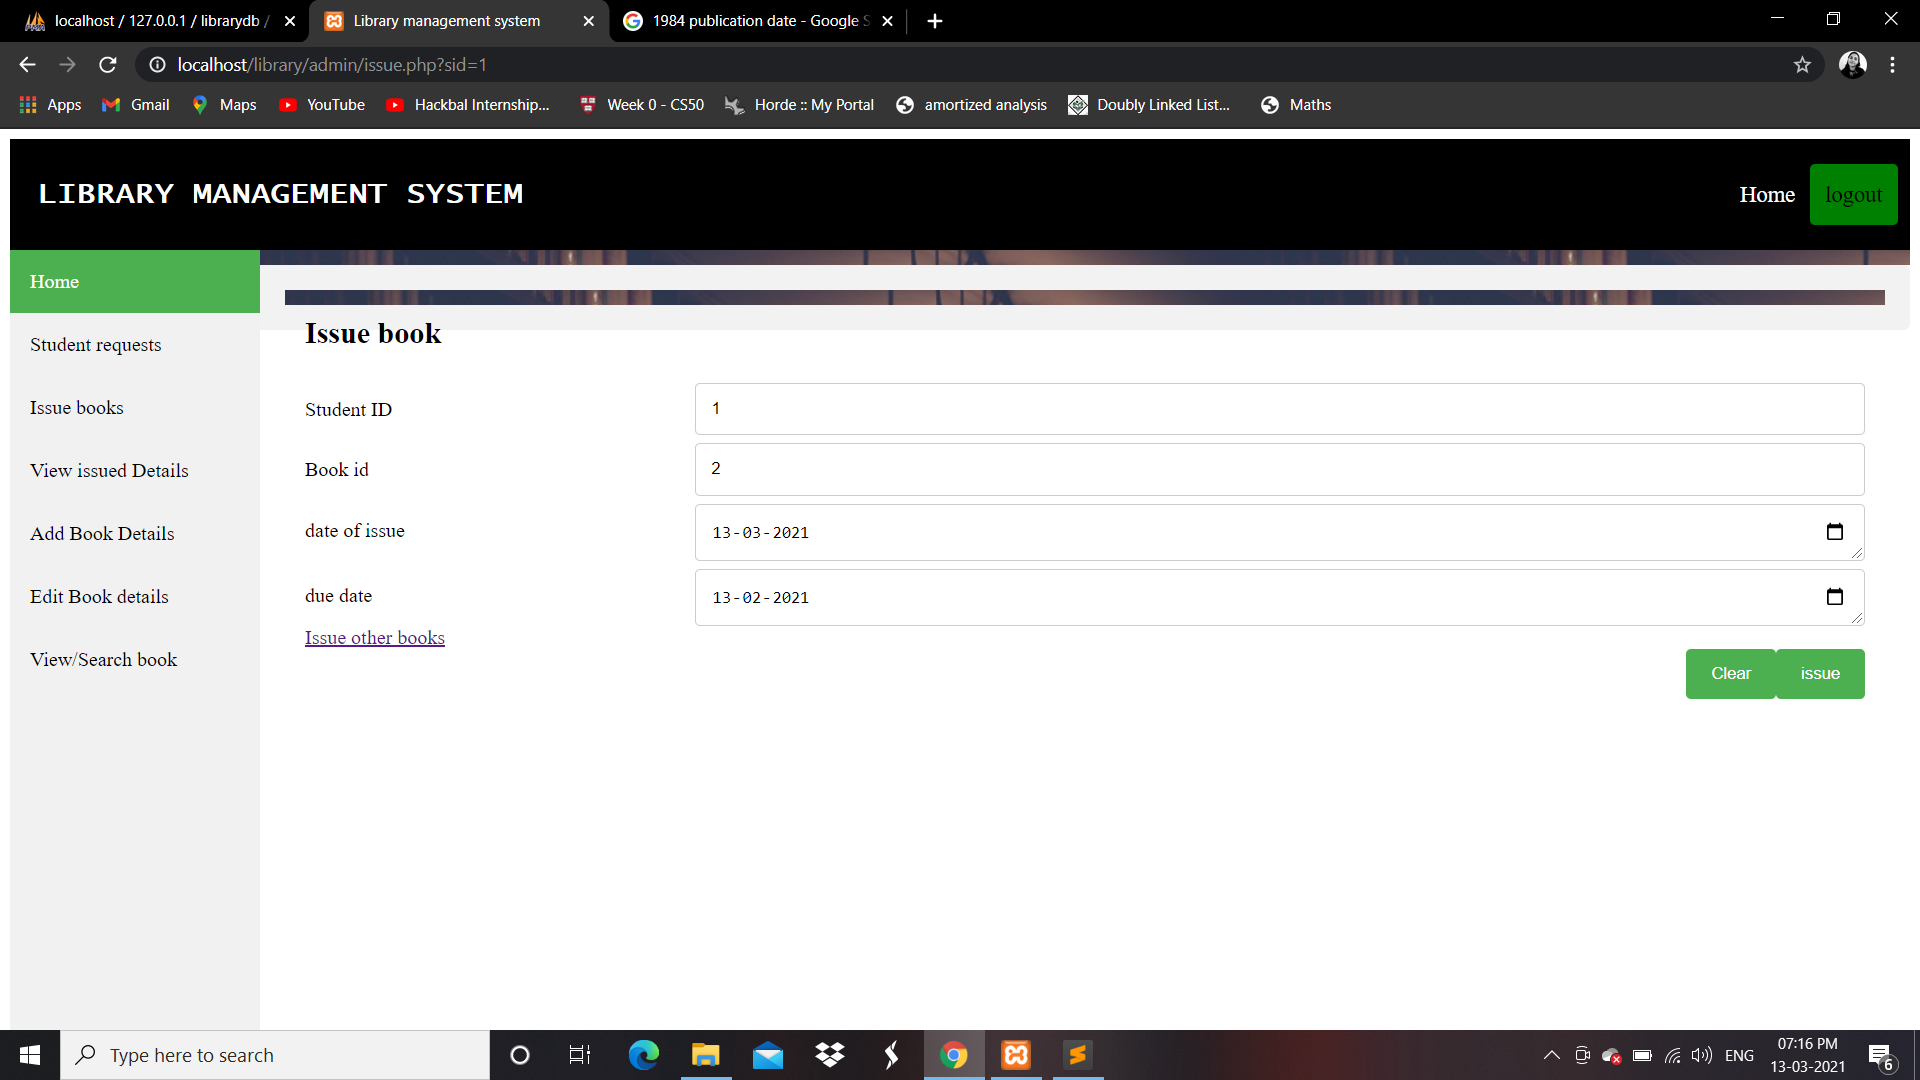 localhost / 127.0.0.1 / librarydb /
Library management system
1984 publication date - Google S
localhost/library/admin/issue.php?sid=1
Apps Gmail Maps YouTube Hackbal Internship... Week 0 - CS50 Horde :: My Portal amortized analysis Doubly Linked List... Maths
LIBRARY MANAGEMENT SYSTEM
Home logout
Home
Student requests
Issue books
View issued Details
Add Book Details
Edit Book details
View/Search book
Issue book
Student ID 1
Book id 2
date of issue 13-03-2021
due date 13-02-2021
Issue other books
Clear issue
Type here to search
ENG
07:16 PM
13-03-2021
6